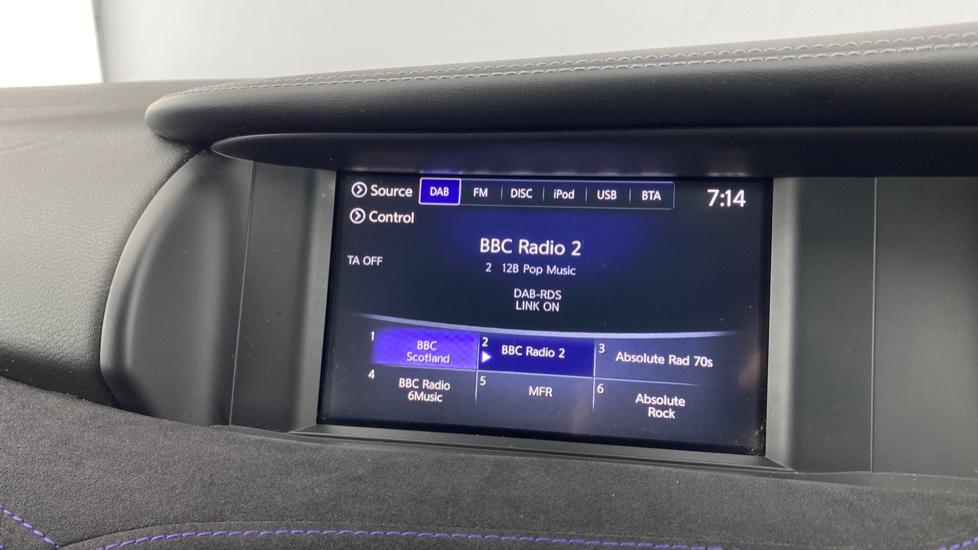 Source DAB FM DISC iPod USB BTA 7:14
Control
BBC Radio 2
TA OFF
2 12B Pop Music
DAB-RDS
LINK ON
1 BBC
Scotland
2 BBC Radio 2
3 Absolute Rad 70s
4 BBC Radio
6Music
5 MFR
6 Absolute
Rock